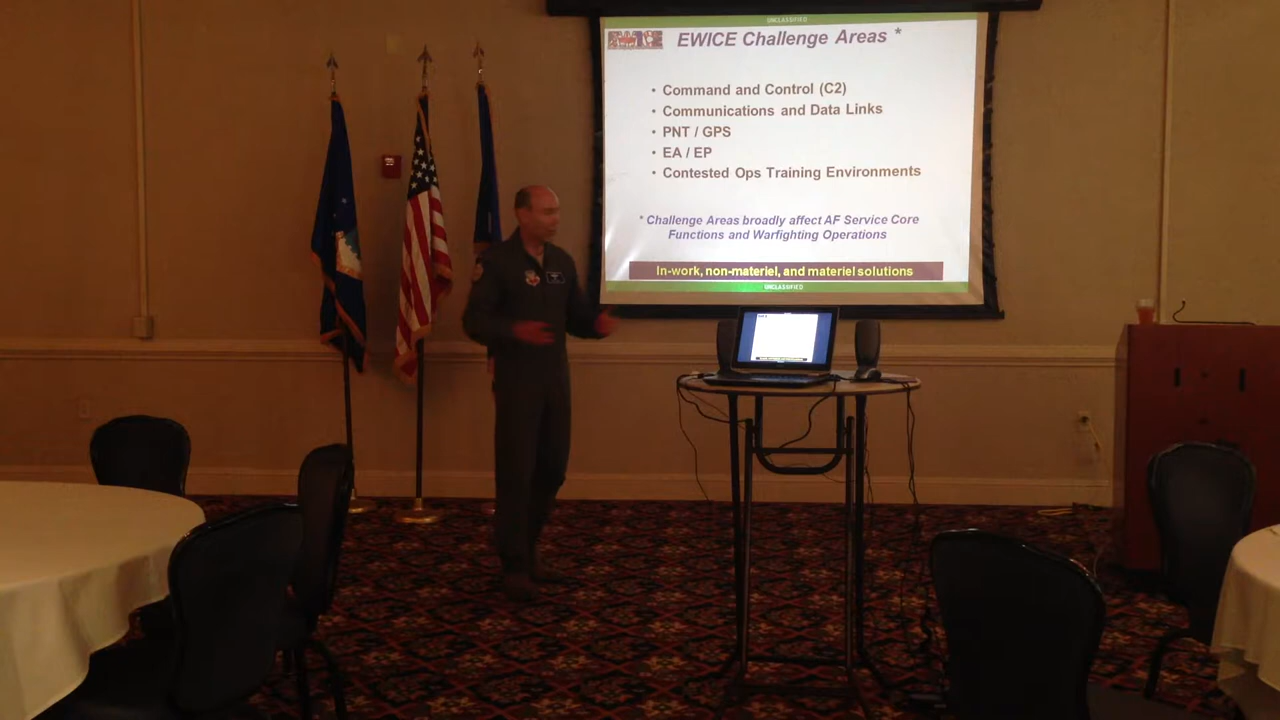 UNCLASSIFIED
EWICE Challenge Areas *
• Command and Control (C2)
• Communications and Data Links
• PNT / GPS
• EA / EP
• Contested Ops Training Environments
* Challenge Areas broadly affect AF Service Core
Functions and Warfighting Operations
In-work, non-materiel, and materiel solutions
UNCLASSIFIED